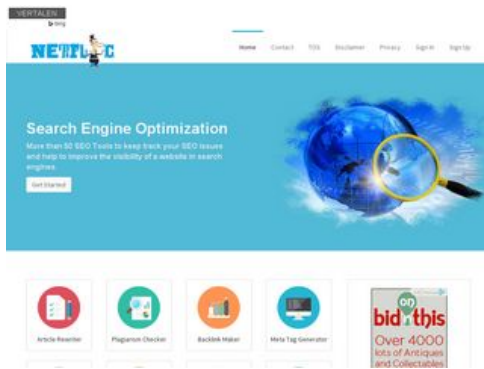 VERTALEN
bing
Home Contact TOS Disclaimer Privacy Sign In Sign Up
Search Engine Optimization
More than 50 SEO Tools to keep track your SEO issues
and help to improve the visibility of a website in search
engines.
Get Started
Article Rewriter Plagiarism Checker Backlink Maker Meta Tag Generator
on
bid this
Over 4000
lots of Antiques
and Collectables